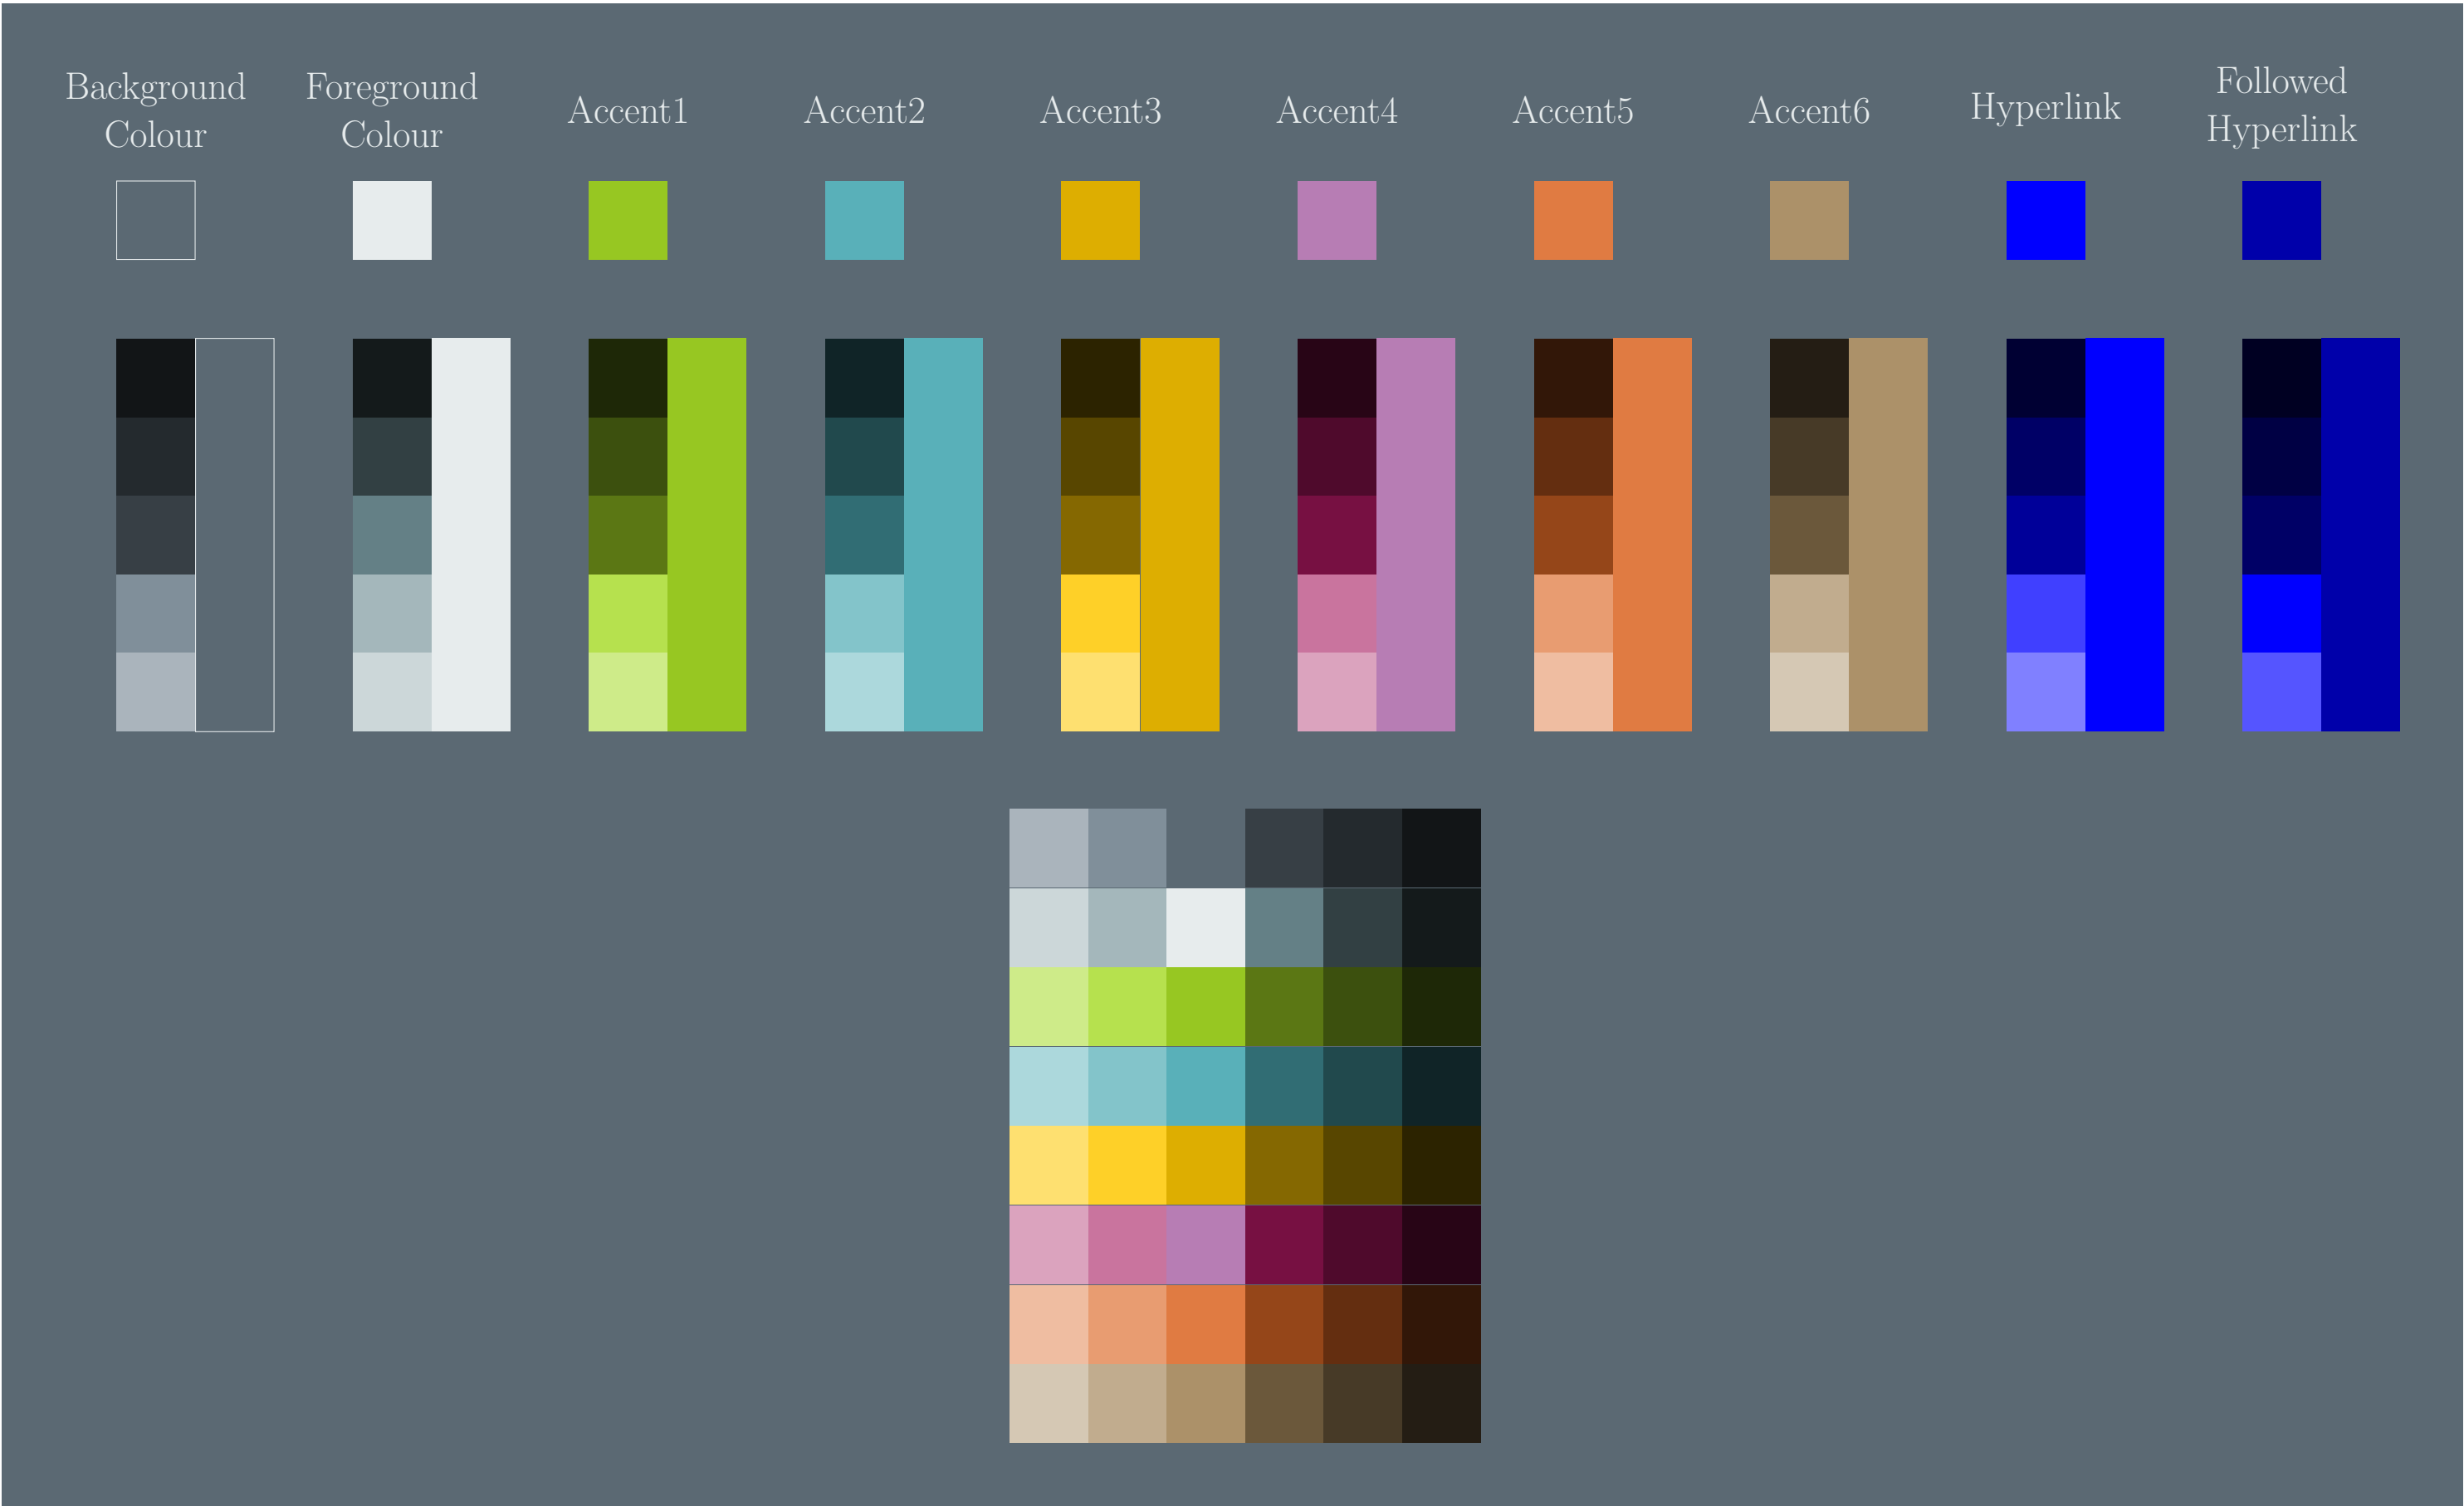 Background
Colour
Foreground
Colour
Accent1
Accent2
Accent3
Accent4
Accent5
Accent6
Hyperlink
Followed
Hyperlink